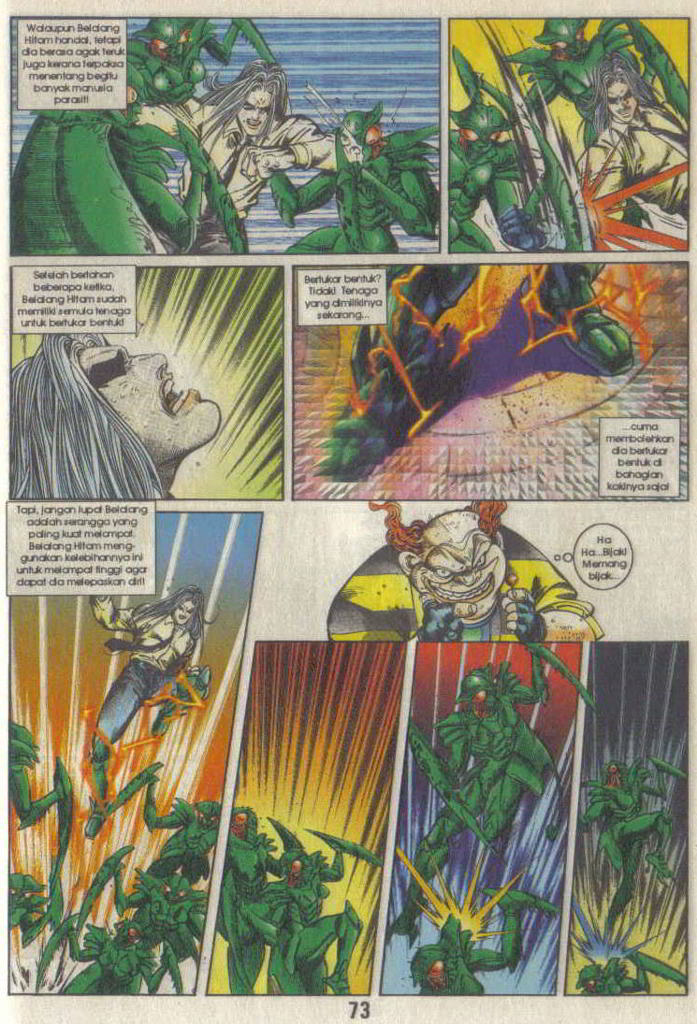 Walaupun Belalang
Hitam handal, tetapi
dia berasa agak teruk
juga kerana terpaksa
menentang begitu
banyak manusia
parasit!
Setelah bertahan
beberapa ketika,
Belalang Hitam sudah
memiliki semula tenaga
untuk bertukar bentuk!
Bertukar bentuk?
Tidak! Tenaga
yang dimilikinya
sekarang...
...cuma
membolehkan
dia bertukar
bentuk di
bahagian
kakinya saja!
Tapi, jangan lupa! Belalang
adalah serangga yang
paling kuat melompat.
Belalang Hitam meng-
gunakan kelebihannya ini
untuk melompat tinggi agar
dapat dia melepaskan diri!
Ha
Ha...Bijak!
Memang
bijak...
73